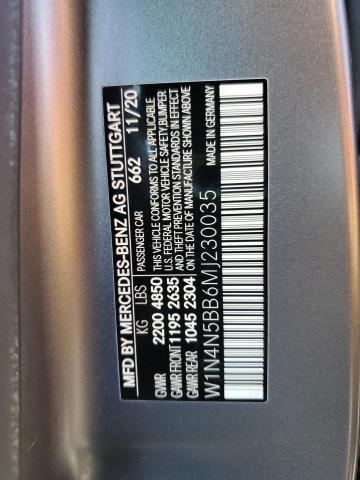 MFD BY MERCEDES-BENZ AG STUTTGART
PASSENGER CAR 662 11/20
KG LBS
GVWR 2200 4850
GAWR FRONT 1195 2635
GAWR REAR 1045 2304
THIS VEHICLE CONFORMS TO ALL APPLICABLE
U.S. FEDERAL MOTOR VEHICLE SAFETY,BUMPER
AND THEFT PREVENTION STANDARDS IN EFFECT
ON THE DATE OF MANUFACTURE SHOWN ABOVE
W1N4N5BB6MJ230035 MADE IN GERMANY